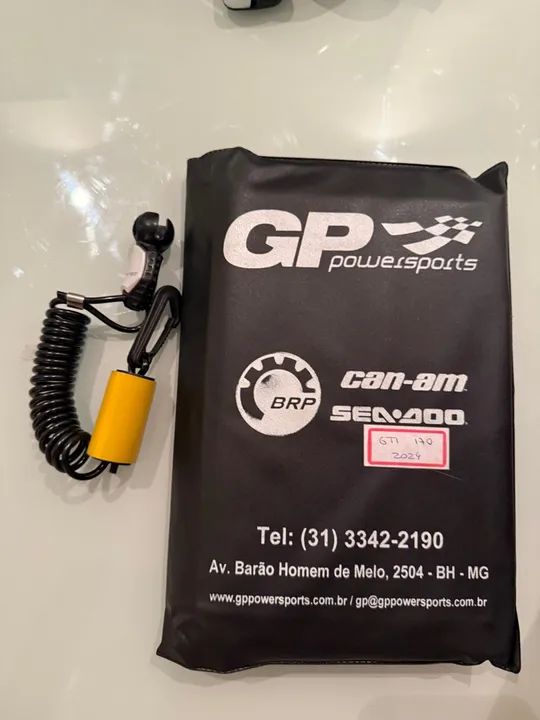 GP
powersports
BRP
can-am
SEA-DOO
GTI 170
2024
Tel: (31) 3342-2190
Av. Barão Homem de Melo, 2504 - BH - MG
www.gppowersports.com.br / gp@gppowersports.com.br